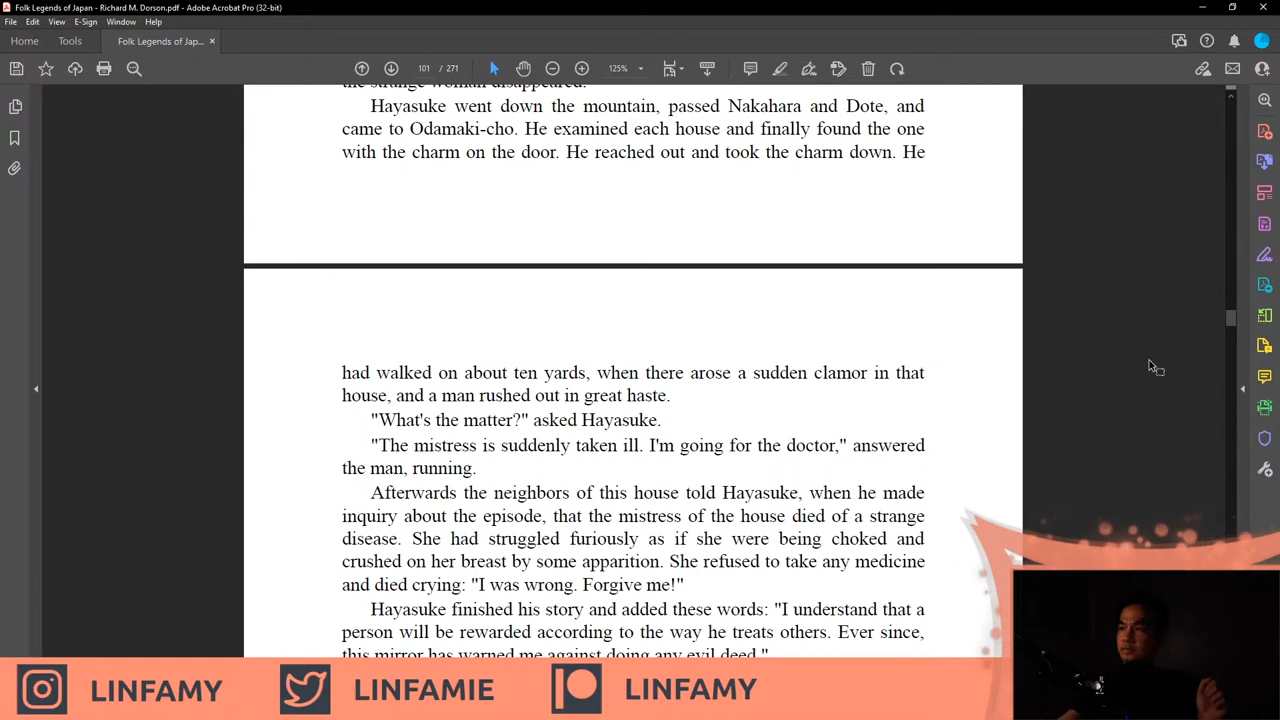 Folk Legends of Japan - Richard M. Dorson.pdf - Adobe Acrobat Pro (32-bit)
File Edit View E-Sign Window Help
Home Tools Folk Legends of Jap... ×
101 / 271 125%
the strange woman disappeared.
Hayasuke went down the mountain, passed Nakahara and Dote, and
came to Odamaki-cho. He examined each house and finally found the one
with the charm on the door. He reached out and took the charm down. He
had walked on about ten yards, when there arose a sudden clamor in that
house, and a man rushed out in great haste.
"What's the matter?" asked Hayasuke.
"The mistress is suddenly taken ill. I'm going for the doctor," answered
the man, running.
Afterwards the neighbors of this house told Hayasuke, when he made
inquiry about the episode, that the mistress of the house died of a strange
disease. She had struggled furiously as if she were being choked and
crushed on her breast by some apparition. She refused to take any medicine
and died crying: "I was wrong. Forgive me!"
Hayasuke finished his story and added these words: "I understand that a
person will be rewarded according to the way he treats others. Ever since,
this mirror has warned me against doing any evil deed."
LINFAMY LINFAMIE LINFAMY